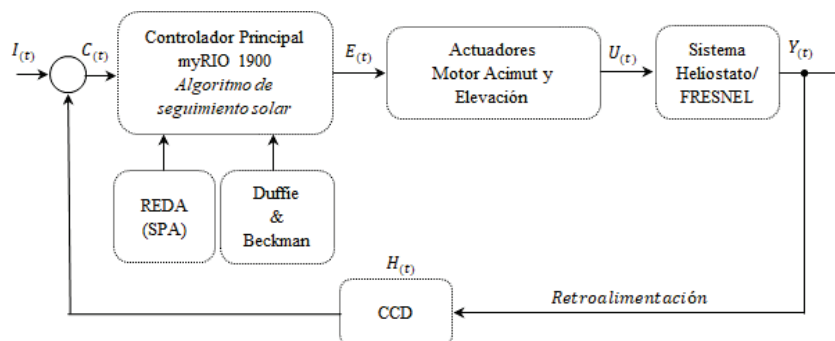 I(t)
C(t)
Controlador Principal
myRIO 1900
Algoritmo de
seguimiento solar
E(t)
Actuadores
Motor Acimut y
Elevación
U(t)
Sistema
Heliostato/
FRESNEL
Y(t)
REDA
(SPA)
Duffie
&
Beckman
H(t)
CCD
Retroalimentación